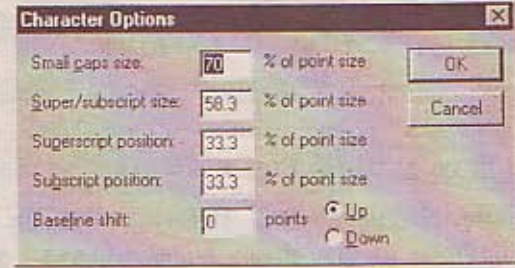 Character Options
Small caps size: 70 % of point size OK
Super/subscript size: 58.3 % of point size Cancel
Superscript position: 33.3 % of point size
Subscript position: 33.3 % of point size
Baseline shift: 0 points Up
Down